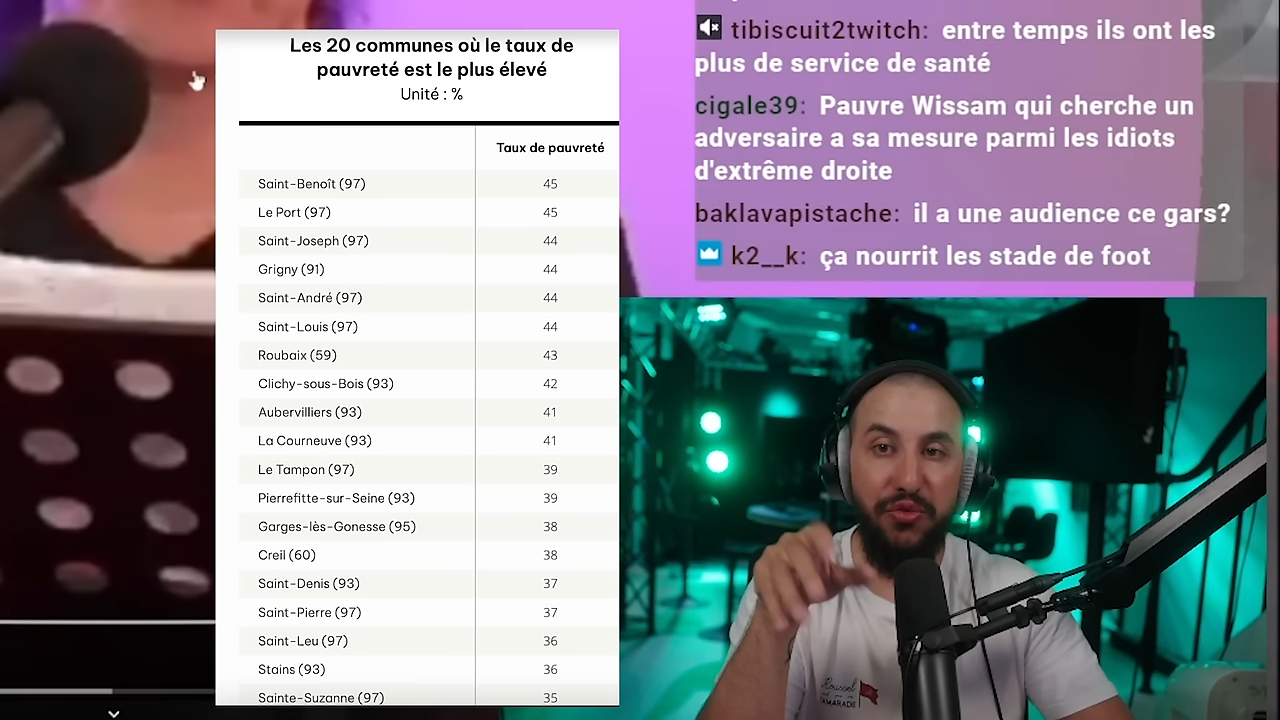 Les 20 communes où le taux de
pauvreté est le plus élevé
Unité : %
Taux de pauvreté
Saint-Benoît (97) 45
Le Port (97) 45
Saint-Joseph (97) 44
Grigny (91) 44
Saint-André (97) 44
Saint-Louis (97) 44
Roubaix (59) 43
Clichy-sous-Bois (93) 42
Aubervilliers (93) 41
La Courneuve (93) 41
Le Tampon (97) 39
Pierrefitte-sur-Seine (93) 39
Garges-lès-Gonesse (95) 38
Creil (60) 38
Saint-Denis (93) 37
Saint-Pierre (97) 37
Saint-Leu (97) 36
Stains (93) 36
Sainte-Suzanne (97) 35
tibiscuit2twitch: entre temps ils ont les
plus de service de santé
cigale39: Pauvre Wissam qui cherche un
adversaire a sa mesure parmi les idiots
d'extrême droite
baklavapistache: il a une audience ce gars?
k2__k: ça nourrit les stade de foot